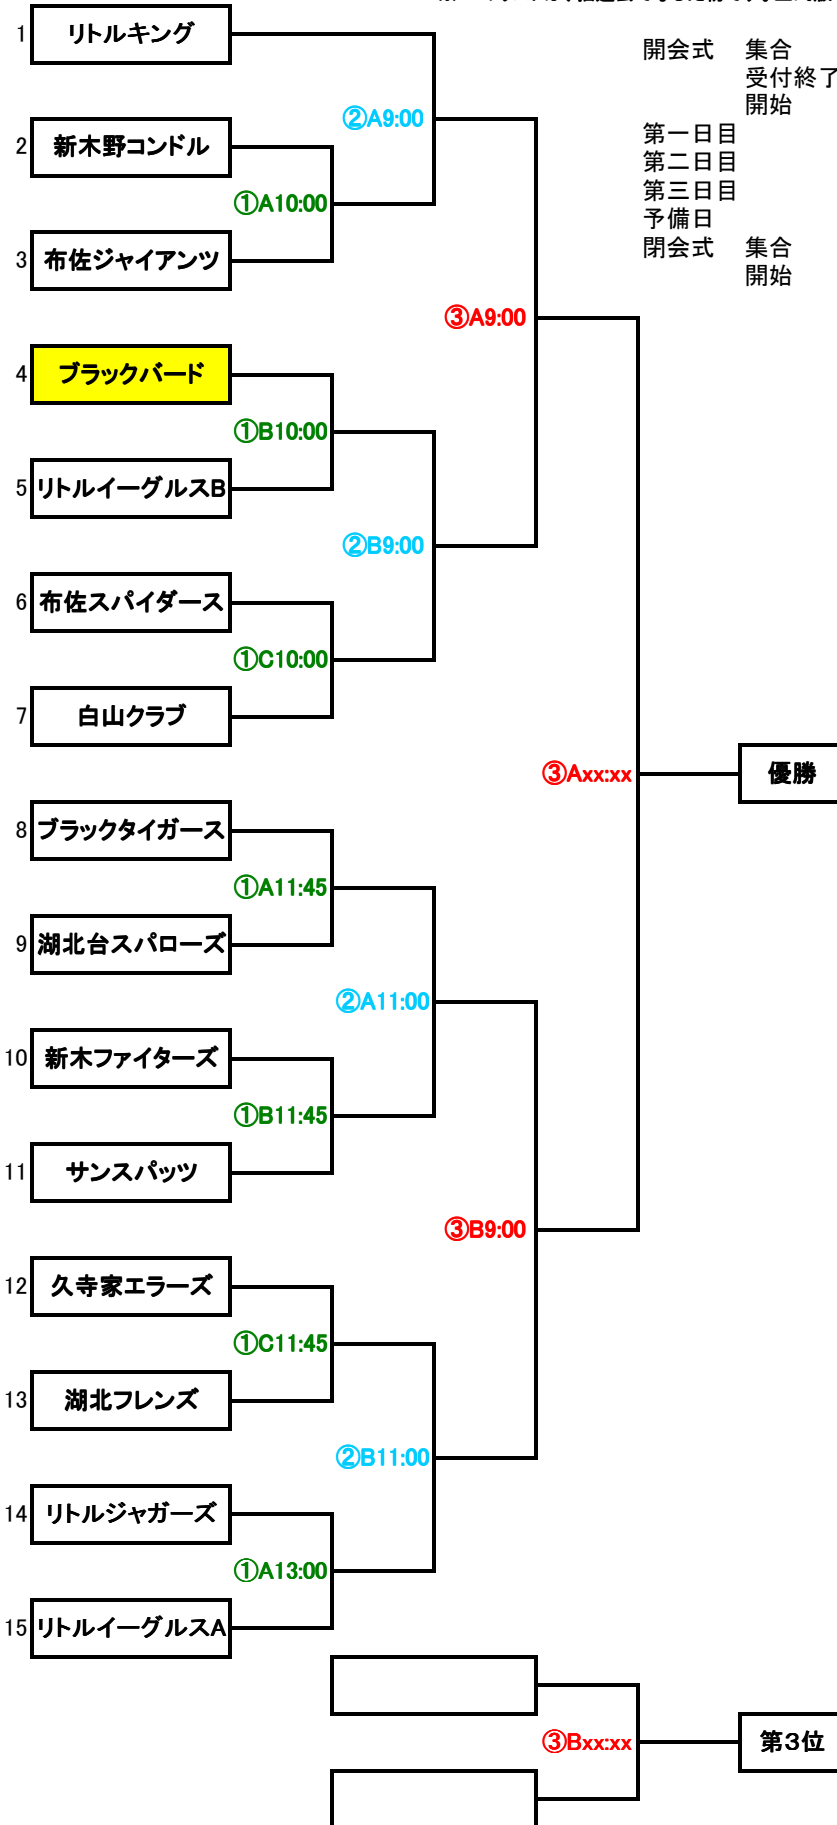 開会式 集合
受付終了
開始
第一日目
第二日目
第三日目
予備日
閉会式 集合
開始
1 リトルキング
②A9:00
2 新木野コンドル
①A10:00
3 布佐ジャイアンツ
③A9:00
4 ブラックバード
①B10:00
5 リトルイーグルスB
②B9:00
6 布佐スパイダース
①C10:00
7 白山クラブ
③Axx:xx
優勝
8 ブラックタイガース
①A11:45
9 湖北台スパローズ
②A11:00
10 新木ファイターズ
①B11:45
11 サンスパッツ
③B9:00
12 久寺家エラーズ
①C11:45
13 湖北フレンズ
②B11:00
14 リトルジャガーズ
①A13:00
15 リトルイーグルスA
③Bxx:xx
第3位